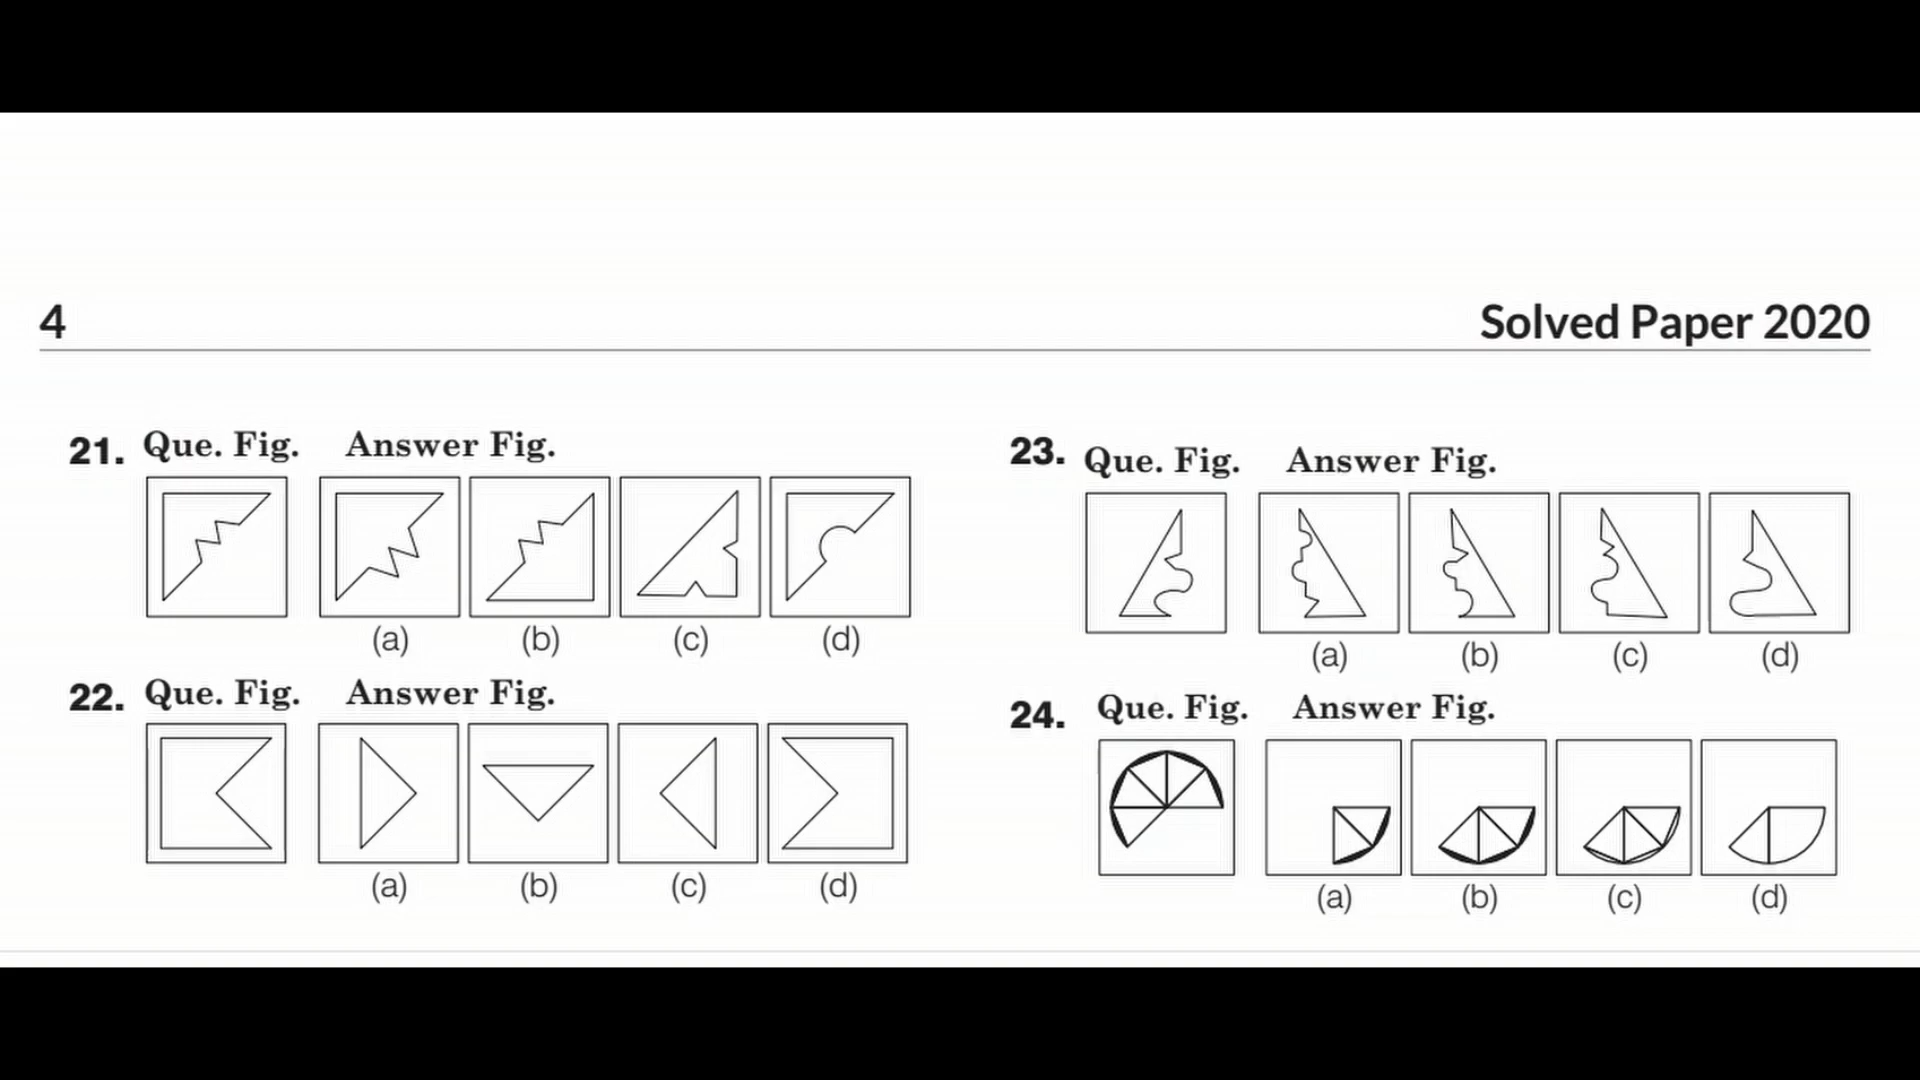 4 Solved Paper 2020
21. Que. Fig. Answer Fig.
(a) (b) (c) (d)
22. Que. Fig. Answer Fig.
(a) (b) (c) (d)
23. Que. Fig. Answer Fig.
(a) (b) (c) (d)
24. Que. Fig. Answer Fig.
(a) (b) (c) (d)